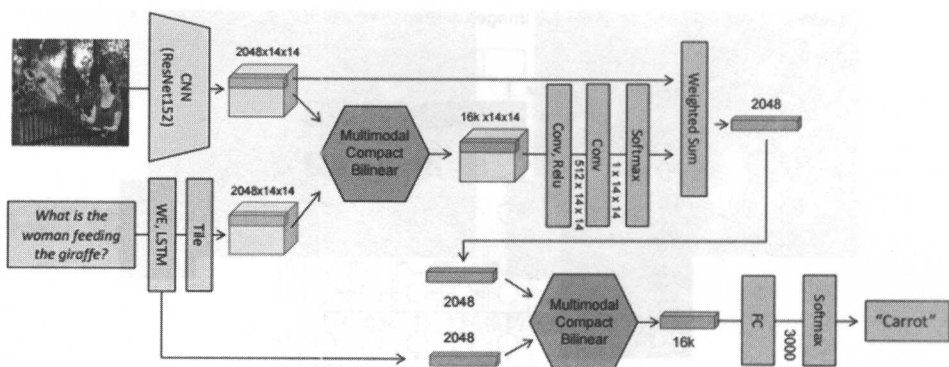 CNN
(ResNet152)
2048x14x14
What is the
woman feeding
the giraffe?
WE, LSTM
Tile
2048x14x14
Multimodal
Compact
Bilinear
16k x14x14
Conv, Relu
512 x 14 x 14
Conv
1 x 14 x 14
Softmax
Weighted Sum
2048
2048
2048
Multimodal
Compact
Bilinear
16k
FC
3000
Softmax
"Carrot"